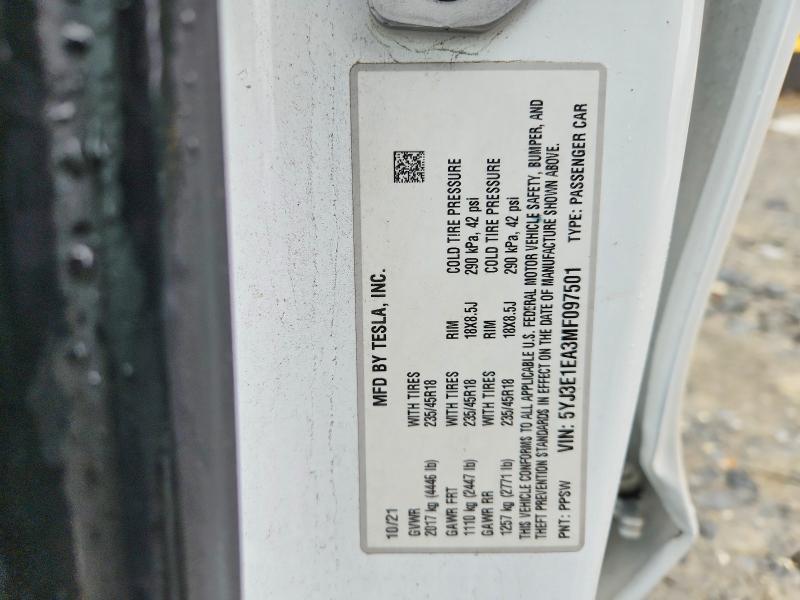 MFD BY TESLA, INC.
10/21
GVWR WITH TIRES
2017 kg (4446 lb) 235/45R18
GAWR FRT WITH TIRES RIM COLD TIRE PRESSURE
1110 kg (2447 lb) 235/45R18 18X8.5J 290 kPa, 42 psi
GAWR RR WITH TIRES RIM COLD TIRE PRESSURE
1257 kg (2771 lb) 235/45R18 18X8.5J 290 kPa, 42 psi
THIS VEHICLE CONFORMS TO ALL APPLICABLE U.S. FEDERAL MOTOR VEHICLE SAFETY, BUMPER, AND
THEFT PREVENTION STANDARDS IN EFFECT ON THE DATE OF MANUFACTURE SHOWN ABOVE.
PNT: PPSW VIN: 5YJ3E1EA3MF097501 TYPE: PASSENGER CAR